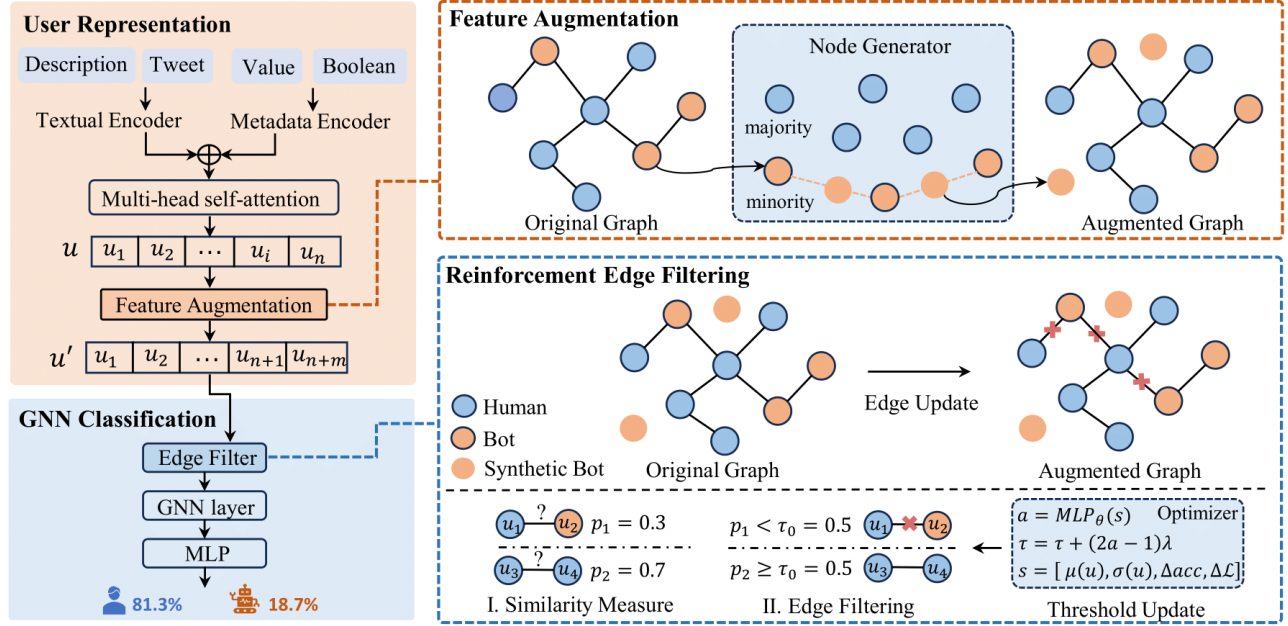 User Representation
Description Tweet Value Boolean
Textual Encoder Metadata Encoder
Multi-head self-attention
u u₁ u₂ ⋯ uᵢ uₙ
Feature Augmentation
u′ u₁ u₂ ⋯ uₙ₊₁ uₙ₊ₘ
GNN Classification
Edge Filter
GNN layer
MLP
81.3% 18.7%
Feature Augmentation
Node Generator
majority
minority
Original Graph
Augmented Graph
Reinforcement Edge Filtering
Edge Update
Human
Bot
Synthetic Bot
Original Graph
Augmented Graph
u₁ ? u₂ p₁ = 0.3
u₃ ? u₄ p₂ = 0.7
I. Similarity Measure
p₁ < τ₀ = 0.5 u₁ u₂
p₂ ≥ τ₀ = 0.5 u₃ u₄
II. Edge Filtering
a = MLP_θ(s) Optimizer
τ = τ + (2a − 1)λ
s = [ μ(u), σ(u), Δacc, Δℒ]
Threshold Update